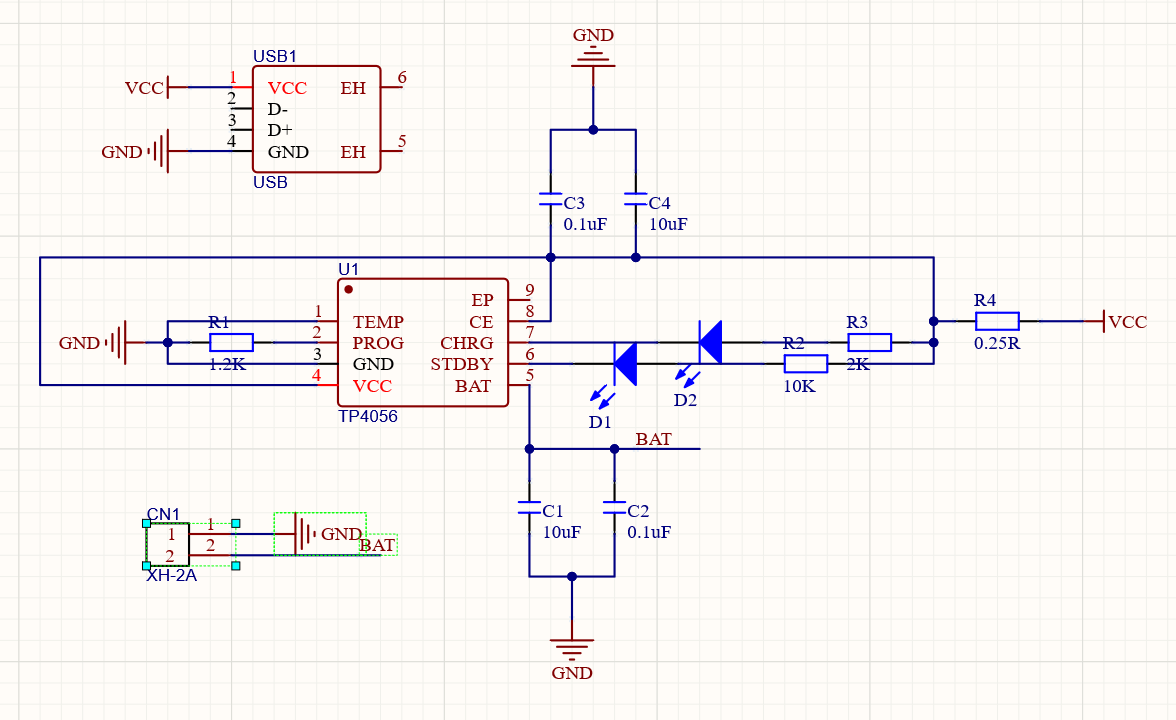 GND
USB1
VCC
1
VCC
EH
6
2
D-
3
D+
GND
4
GND
EH
5
USB
C3
0.1uF
C4
10uF
U1
EP
9
1
TEMP
CE
8
2
PROG
CHRG
7
3
GND
STDBY
6
4
VCC
BAT
5
TP4056
GND
R1
1.2K
R4
0.25R
VCC
R3
2K
R2
10K
D2
D1
BAT
C1
10uF
C2
0.1uF
CN1
1
1
GND
2
2
BAT
XH-2A
GND